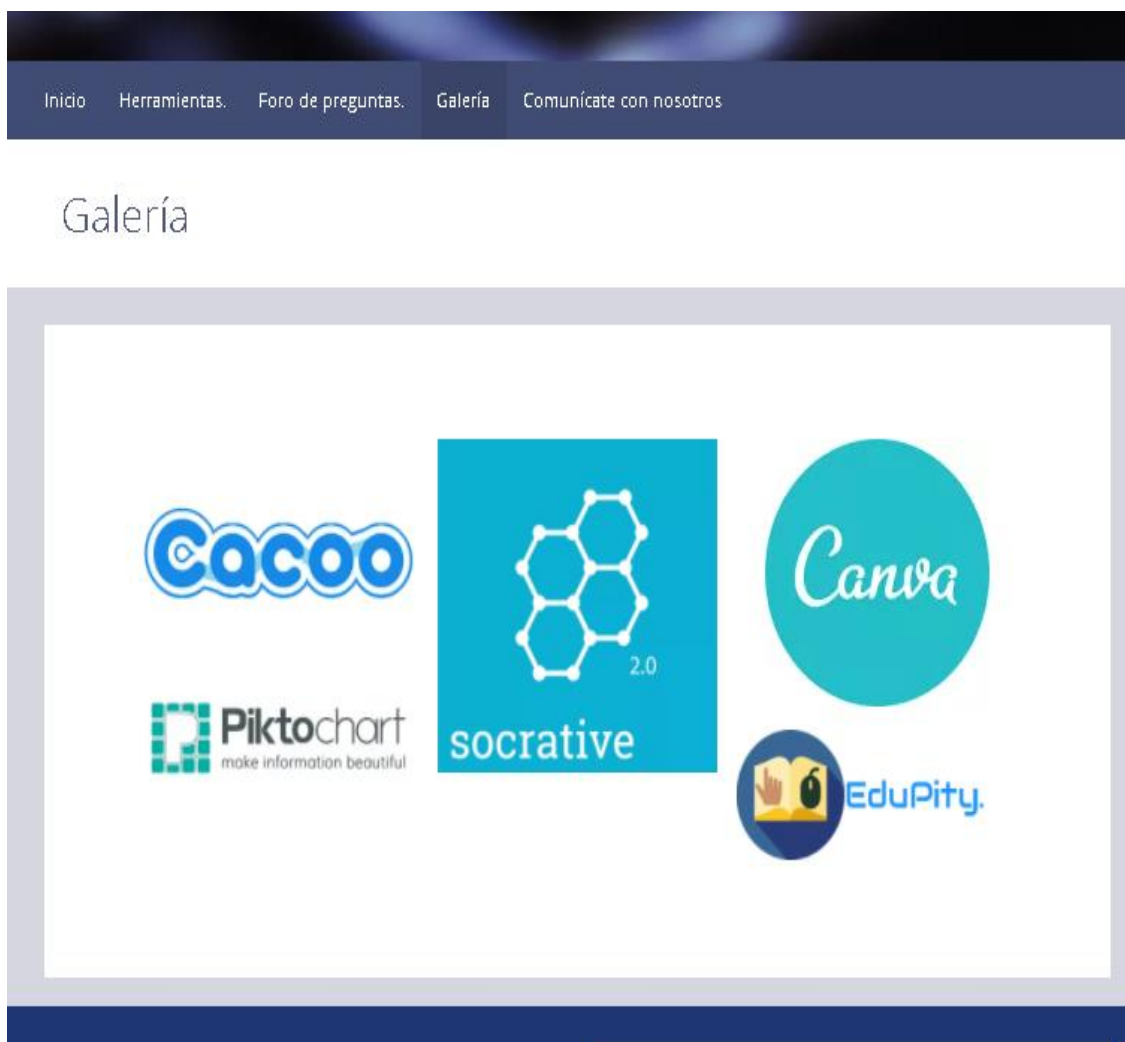 Inicio Herramientas. Foro de preguntas. Galería Comunícate con nosotros
Galería
Cacoo
Piktochart
make information beautiful
2.0
socrative
Canva
EduPity.